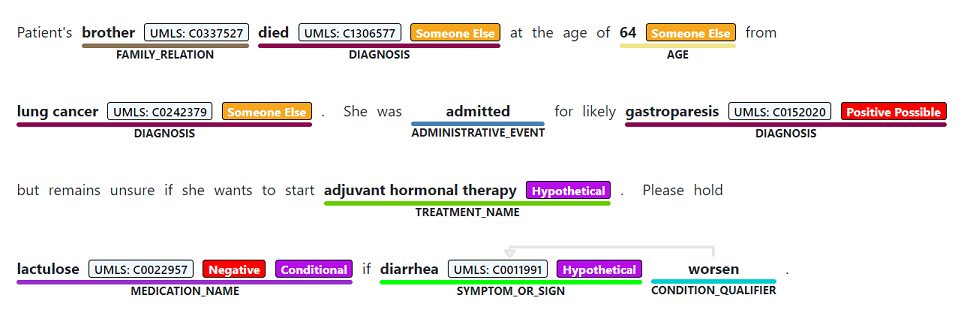 Patient's brother UMLS: C0337527 died UMLS: C1306577 Someone Else at the age of 64 Someone Else from
FAMILY_RELATION DIAGNOSIS AGE
lung cancer UMLS: C0242379 Someone Else . She was admitted for likely gastroparesis UMLS: C0152020 Positive Possible
DIAGNOSIS ADMINISTRATIVE_EVENT DIAGNOSIS
but remains unsure if she wants to start adjuvant hormonal therapy Hypothetical . Please hold
TREATMENT_NAME
lactulose UMLS: C0022957 Negative Conditional if diarrhea UMLS: C0011991 Hypothetical worsen .
MEDICATION_NAME SYMPTOM_OR_SIGN CONDITION_QUALIFIER